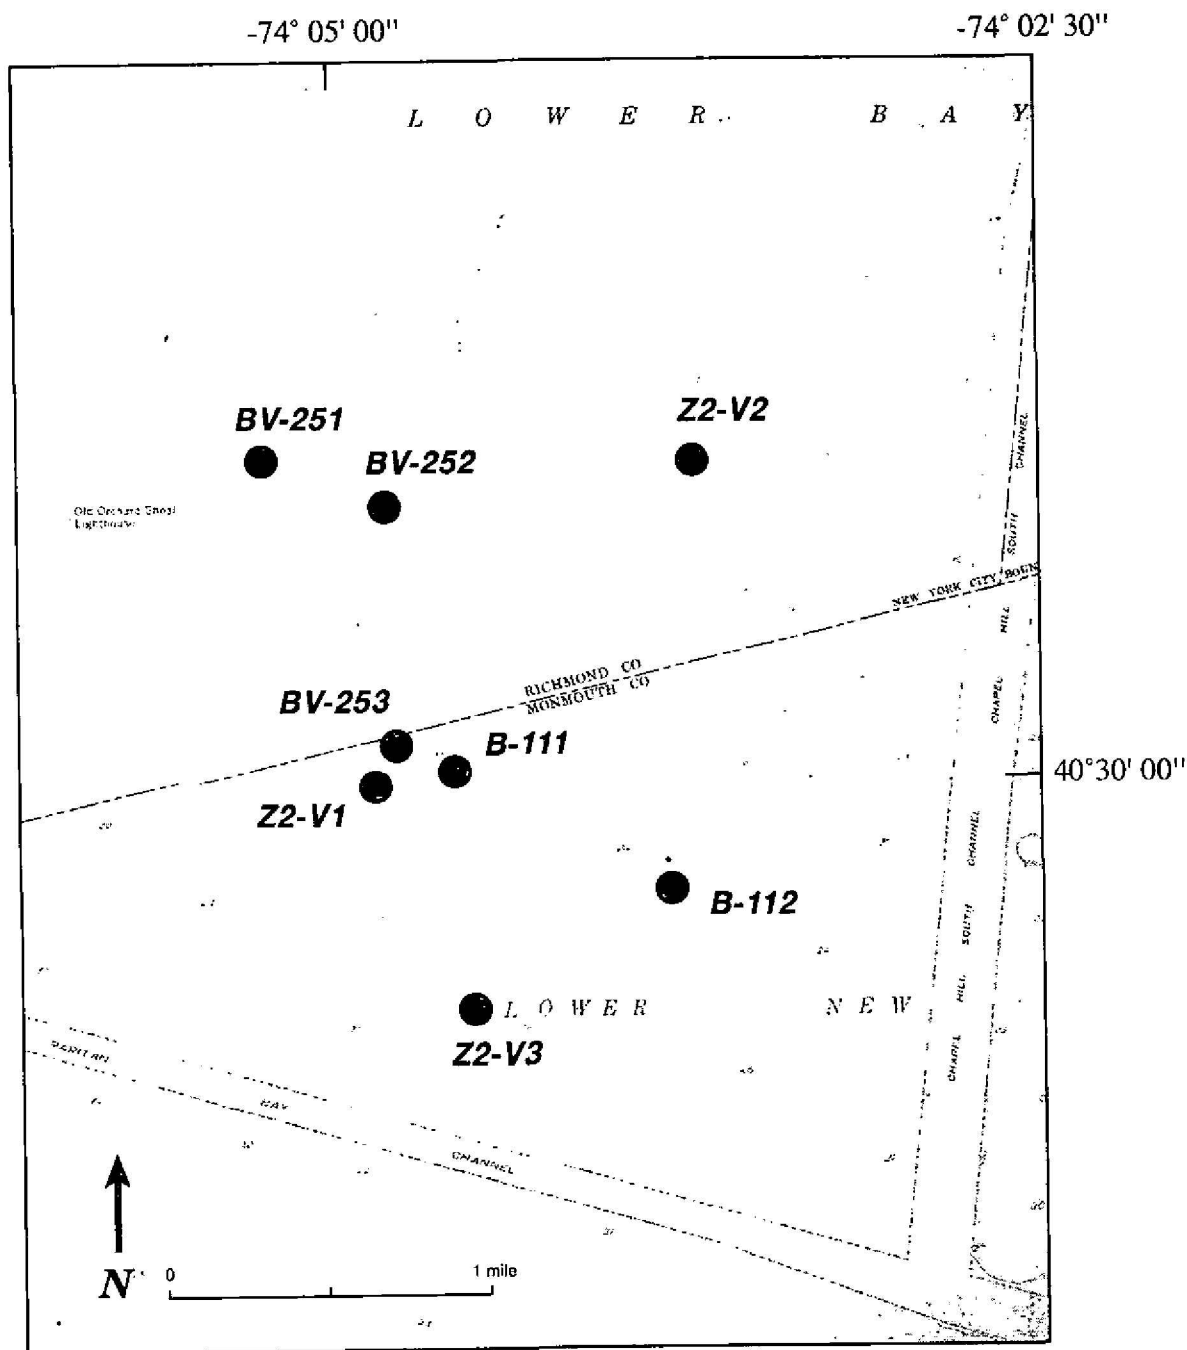 -74° 05' 00"
-74° 02' 30"
L O W E R B A Y
BV-251
Z2-V2
BV-252
Old Orchard Shoal
Lighthouse
CHANNEL
SOUTH
HILL
CHAPEL
NEW YORK CITY BOUN
RICHMOND CO
MONMOUTH CO
BV-253
B-111
40°30' 00"
Z2-V1
B-112
CHANNEL
SOUTH
HILL
CHAPEL
L O W E R N E W
Z2-V3
RARITAN
BAY
CHANNEL
N
0
1 mile